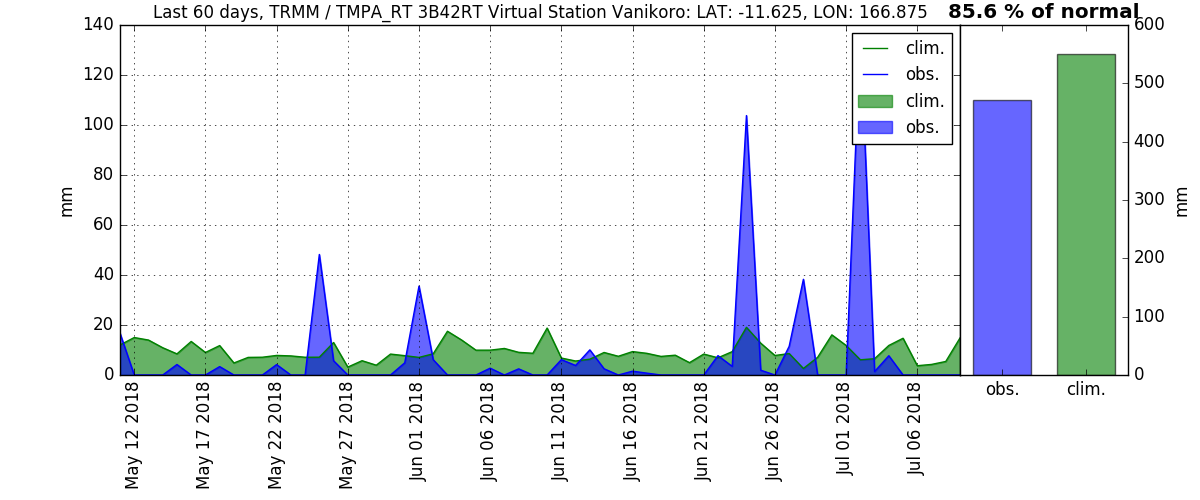 Last 60 days, TRMM / TMPA_RT 3B42RT Virtual Station Vanikoro: LAT: -11.625, LON: 166.875
85.6 % of normal
mm
140
120
100
80
60
40
20
0
May 12 2018
May 17 2018
May 22 2018
May 27 2018
Jun 01 2018
Jun 06 2018
Jun 11 2018
Jun 16 2018
Jun 21 2018
Jun 26 2018
Jul 01 2018
Jul 06 2018
clim.
obs.
clim.
obs.
600
500
400
300
200
100
0
mm
obs.
clim.